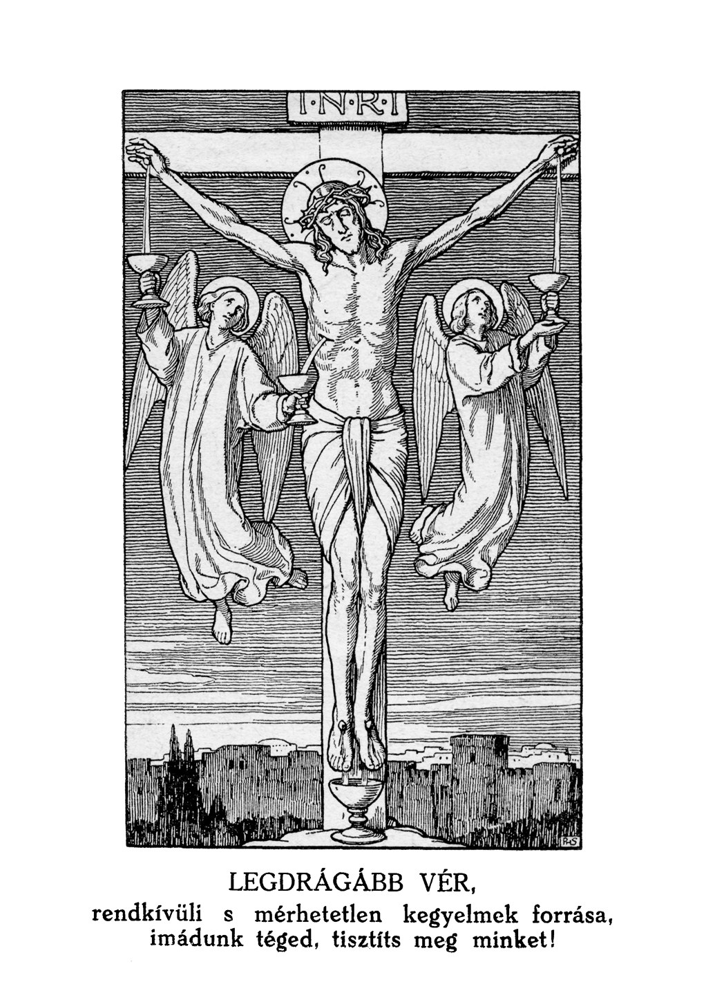 I·N·R·I
LEGDRÁGÁBB VÉR,
rendkívüli s mérhetetlen kegyelmek forrása,
imádunk téged, tisztíts meg minket!